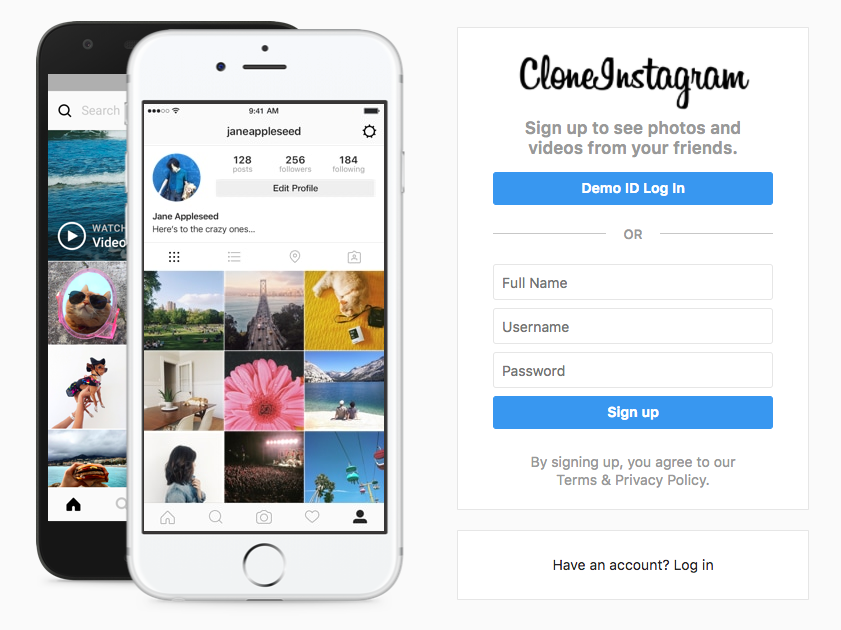 Search
WATCH
Video
9:41 AM
janeappleseed
128
posts
256
followers
184
following
Edit Profile
Jane Appleseed
Here's to the crazy ones...
CloneInstagram
Sign up to see photos and
videos from your friends.
Demo ID Log In
OR
Full Name
Username
Password
Sign up
By signing up, you agree to our
Terms & Privacy Policy.
Have an account? Log in